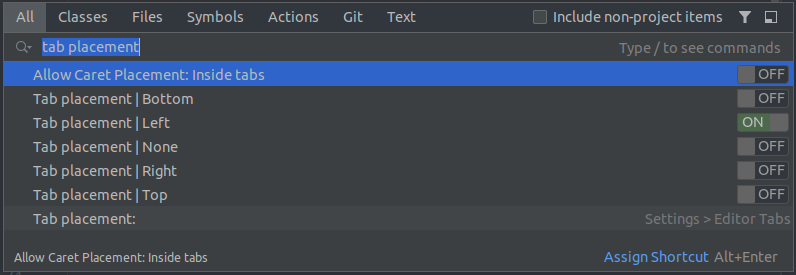 All Classes Files Symbols Actions Git Text Include non-project items
tab placement Type / to see commands
Allow Caret Placement: Inside tabs OFF
Tab placement | Bottom OFF
Tab placement | Left ON
Tab placement | None OFF
Tab placement | Right OFF
Tab placement | Top OFF
Tab placement: Settings > Editor Tabs
Allow Caret Placement: Inside tabs Assign Shortcut Alt+Enter